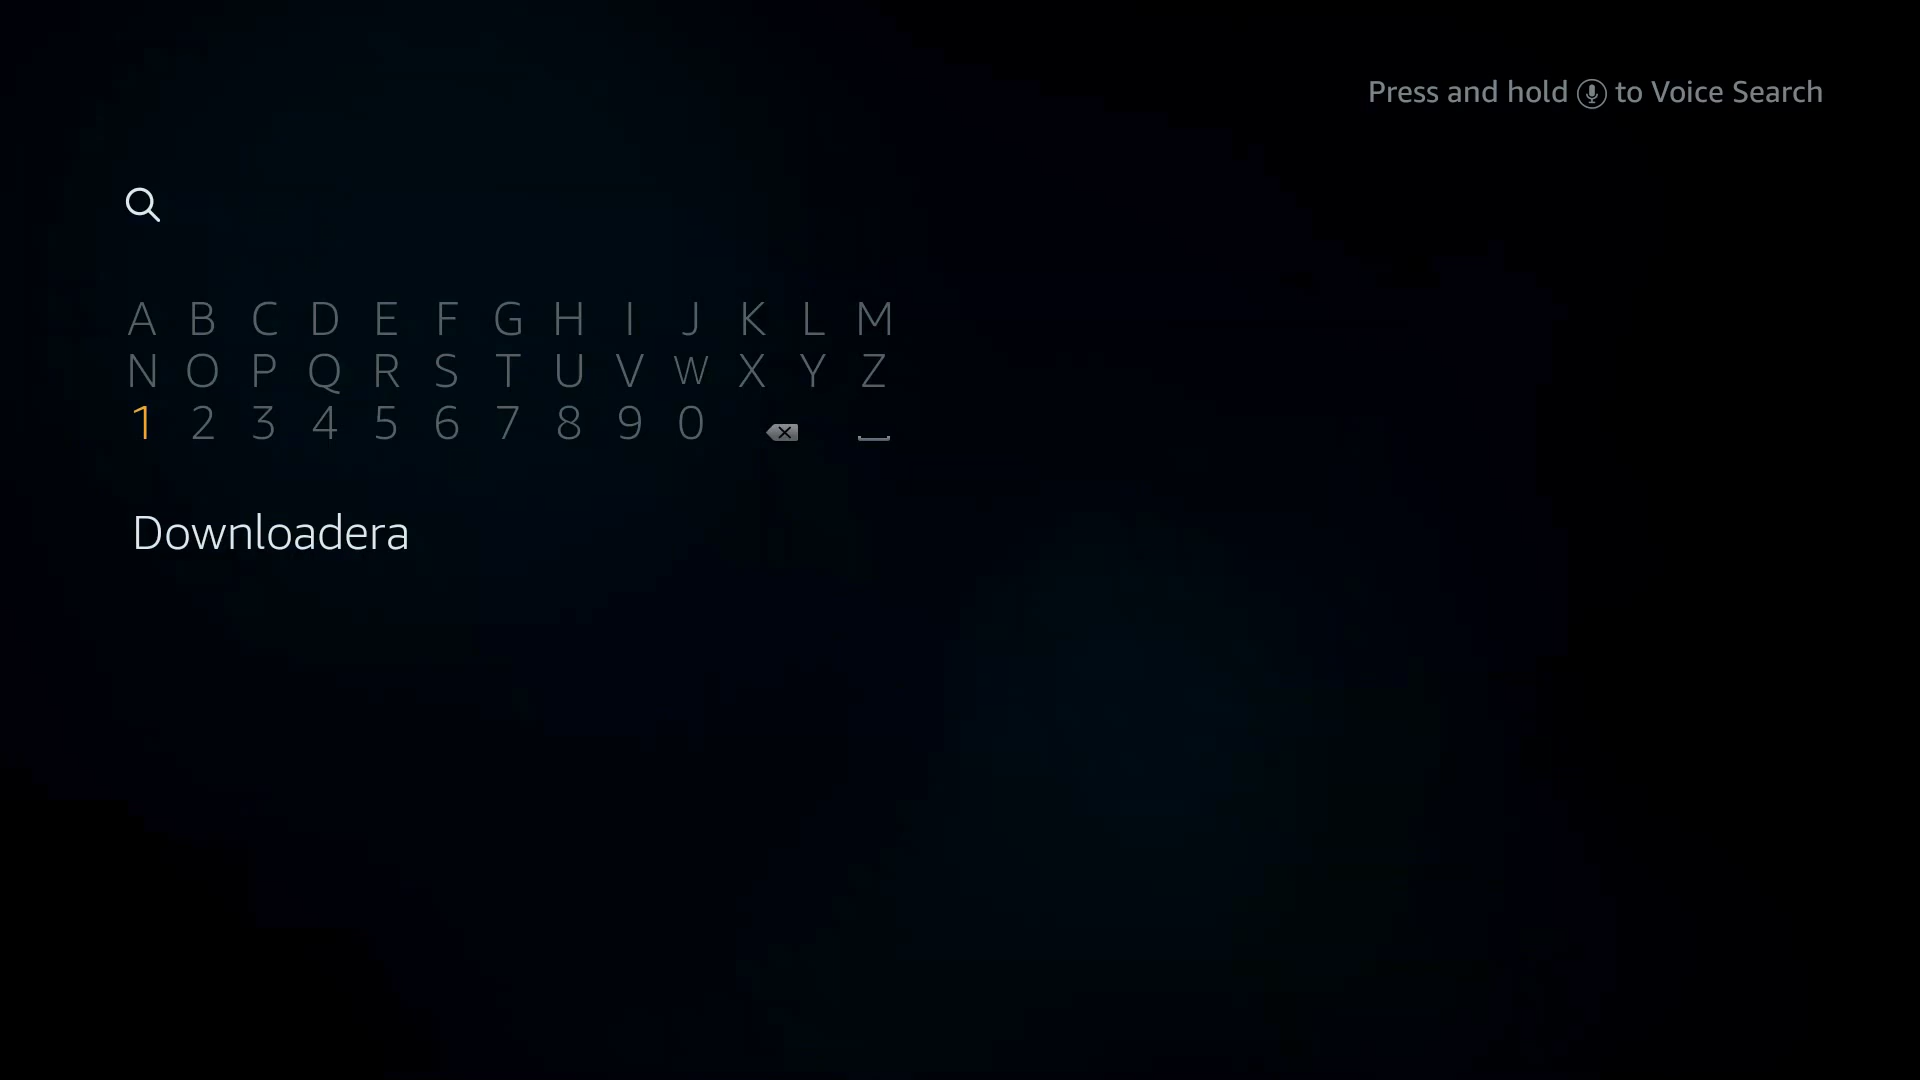 Press and hold to Voice Search
A B C D E F G H I J K L M
N O P Q R S T U V W X Y Z
1 2 3 4 5 6 7 8 9 0
Downloadera